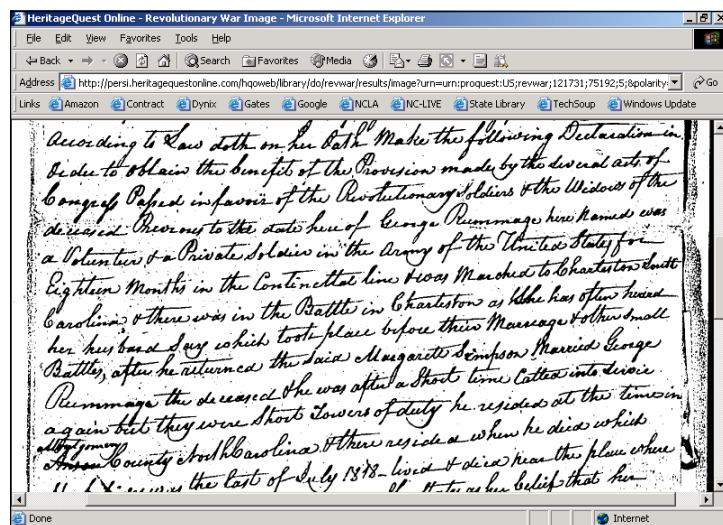 HeritageQuest Online - Revolutionary War Image - Microsoft Internet Explorer
File Edit View Favorites Tools Help
Back Search Favorites Media
Address http://persi.heritagequestonline.com/hqoweb/library/do/revwar/results/image?urn=urn:proquest:US;revwar;121731;75192;5;&polarity Go
Links Amazon Contract Dynix Gates Google NCLA NC-LIVE State Library TechSoup Windows Update
According to Law doth on her Oath Make the following Declaration in
Order to obtain the benefit of the Provision made by the several acts of
Congress Passed in favoir of the Revolutionary Soldiers & the Widows of the
deceased Previous to the date here of George Rummage here Named was
a Volunteer & a Private Soldier in the Army of the United States for
Eighteen Months in the Continettal line & was Marched to Charleston South
Carolina & there was in the Battle in Charleston as She has often heard
her husband Say which took place before their Marriage & other small
Battles, after he returned the said Margarete Simpson Married George
Rummage the deceased & he was after a Short time Called into
again but they were Short Towers of duty he resided at the time in
Montgomery
Anson County North Carolina & there resided when he died which
was the last of July 18 lived & died near the place where
as her belief that her
Done Internet